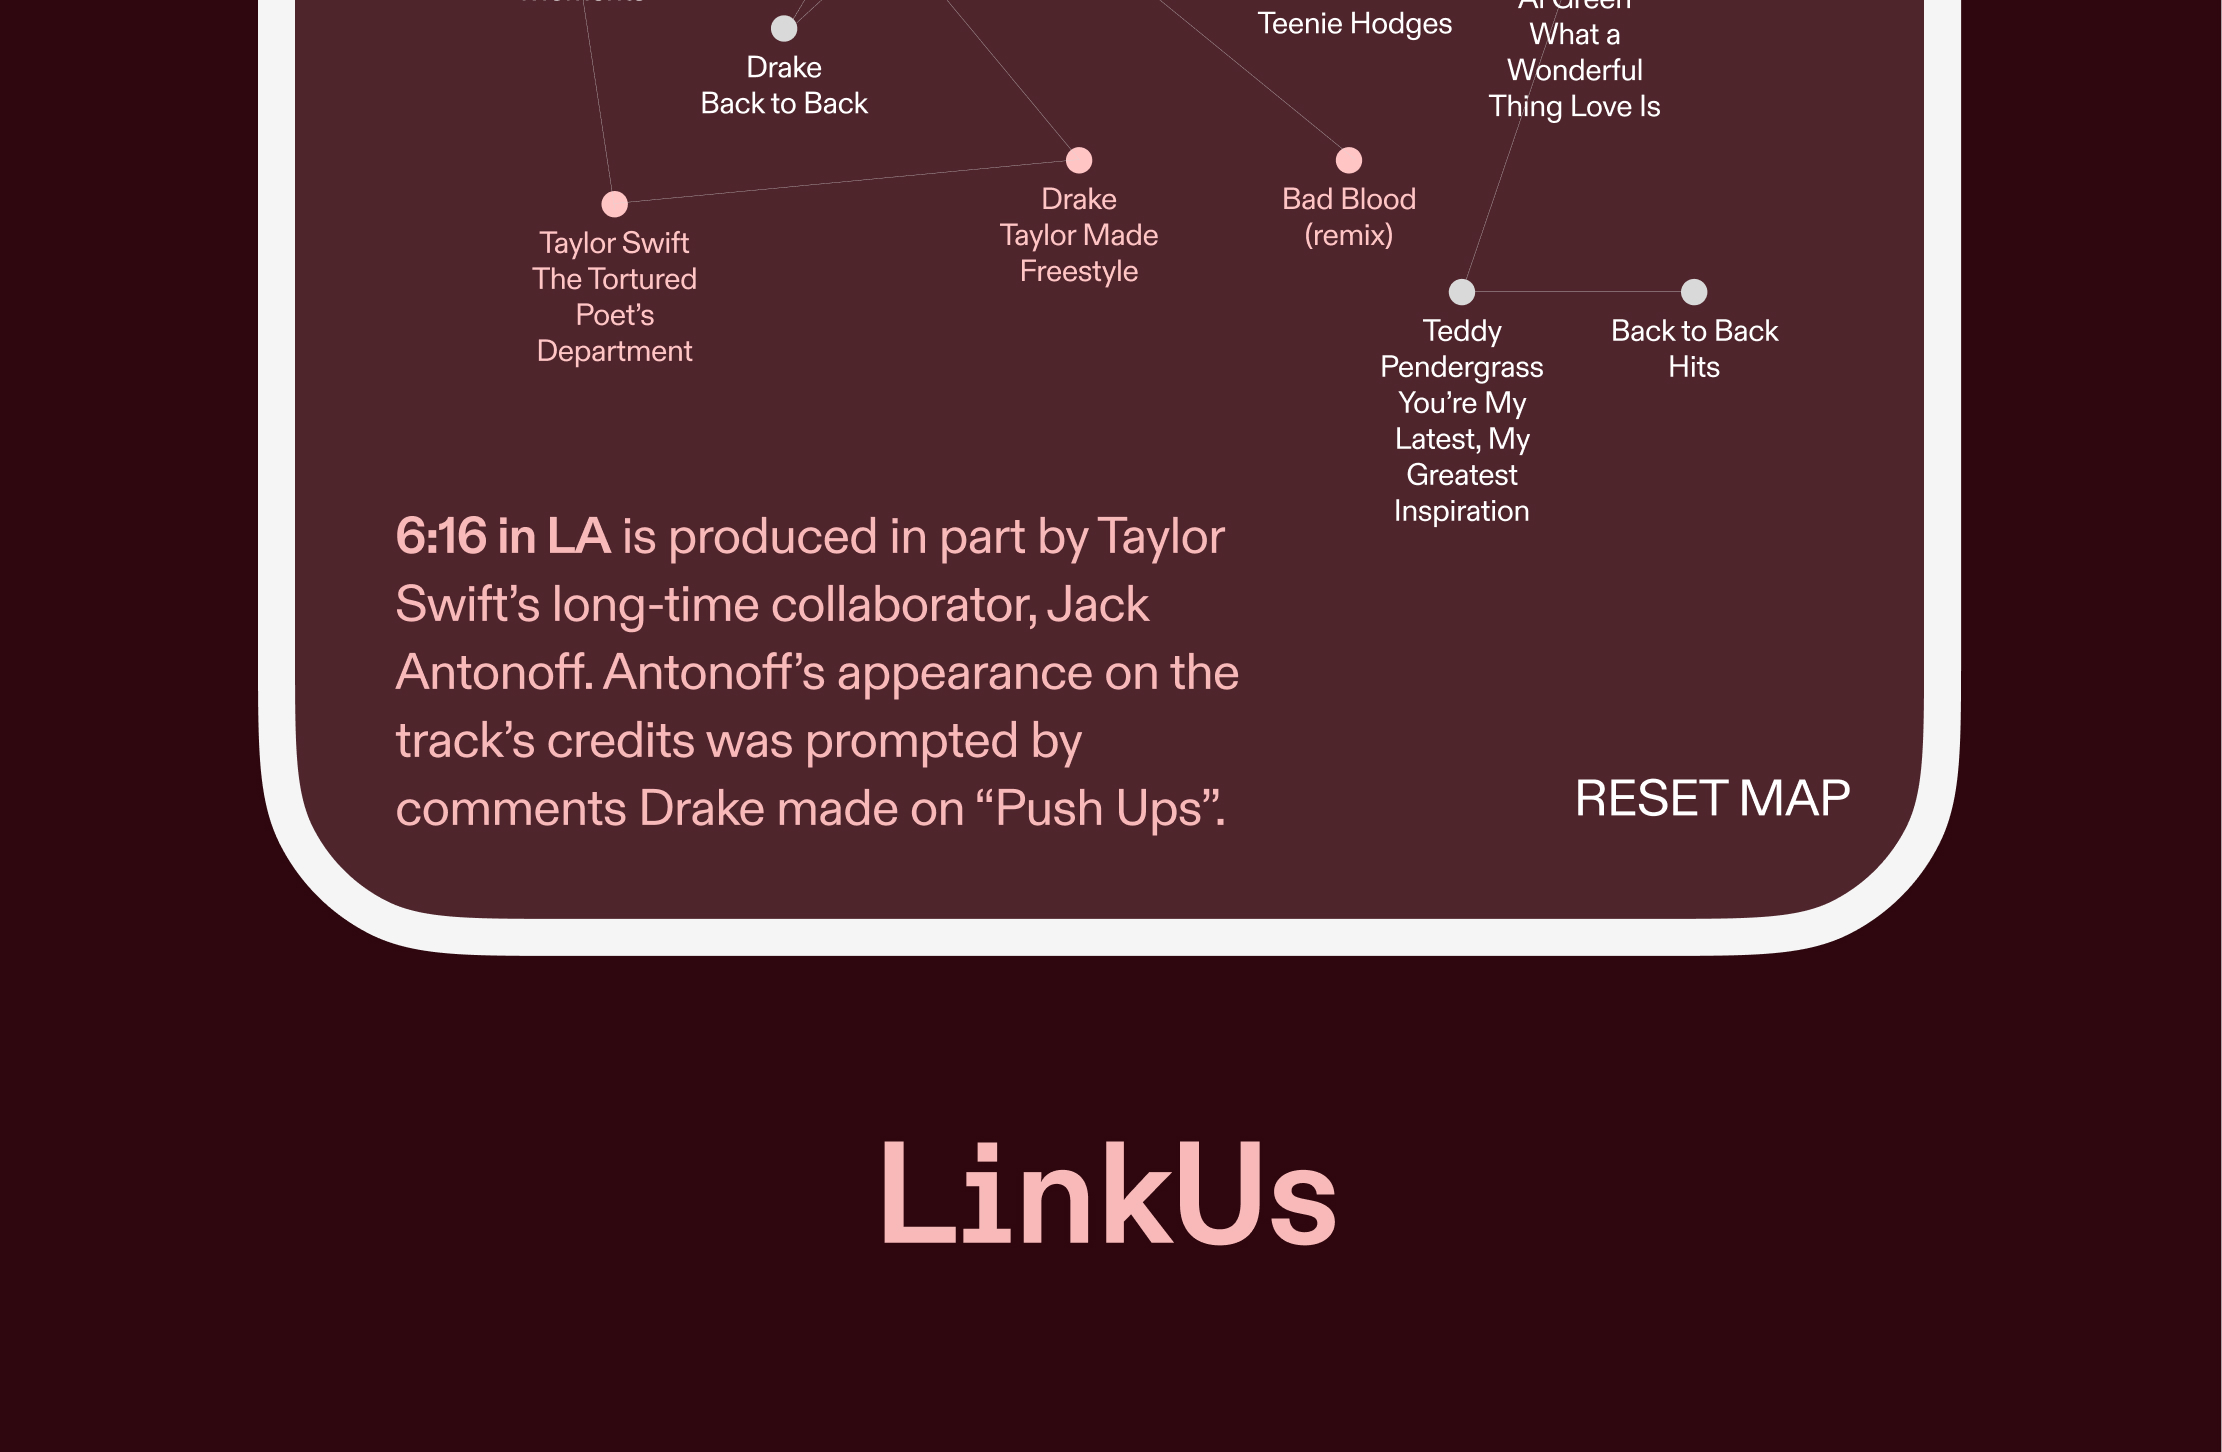 Teenie Hodges
Al Green
What a
Wonderful
Thing Love Is
Drake
Back to Back
Drake
Taylor Made
Freestyle
Bad Blood
(remix)
Taylor Swift
The Tortured
Poet’s
Department
Teddy
Pendergrass
You’re My
Latest, My
Greatest
Inspiration
Back to Back
Hits
6:16 in LA is produced in part by Taylor
Swift’s long-time collaborator, Jack
Antonoff. Antonoff’s appearance on the
track’s credits was prompted by
comments Drake made on “Push Ups”.
RESET MAP
LinkUs